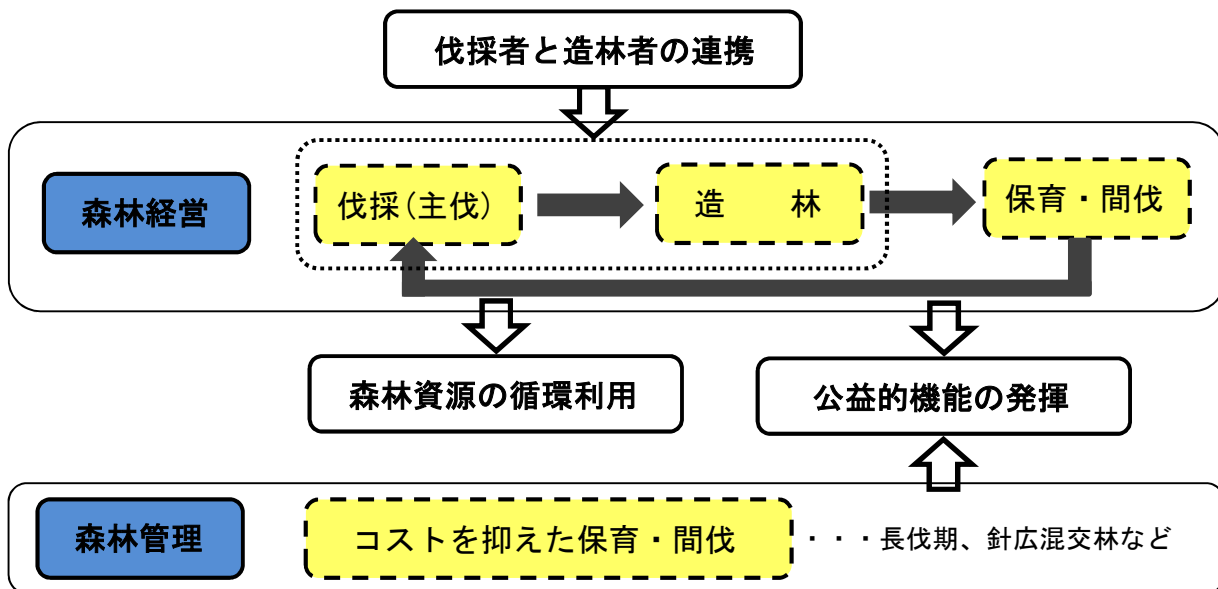 伐採者と造林者の連携
森林経営
伐採(主伐)
造　　林
保育・間伐
森林資源の循環利用
公益的機能の発揮
森林管理
コストを抑えた保育・間伐
・・・長伐期、針広混交林など